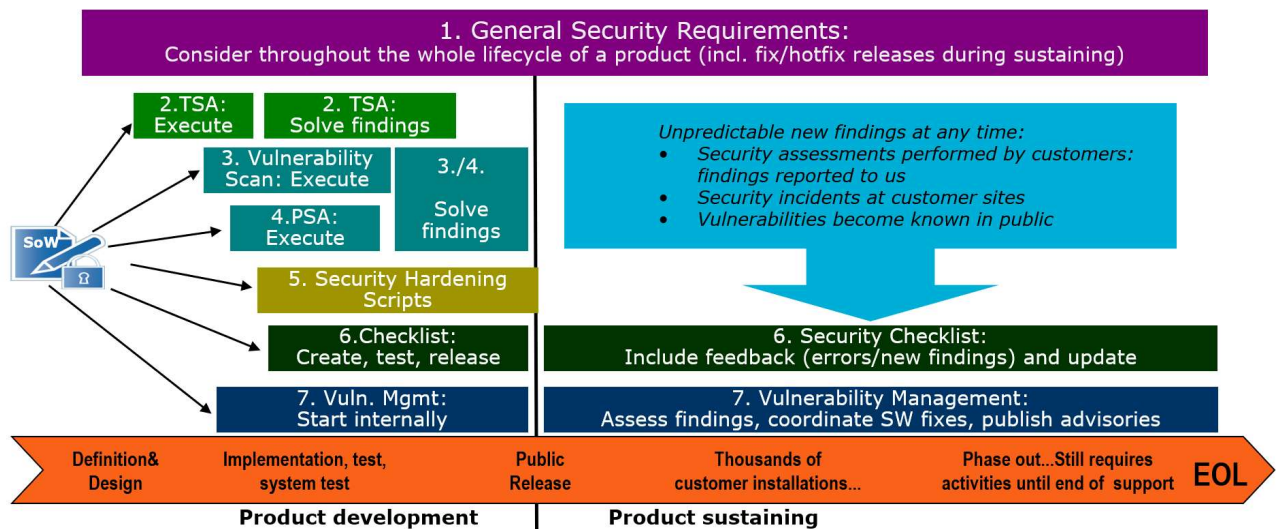 1. General Security Requirements:
Consider throughout the whole lifecycle of a product (incl. fix/hotfix releases during sustaining)
2.TSA:
Execute
2. TSA:
Solve findings
3. Vulnerability
Scan: Execute
3./4.
Solve
findings
4.PSA:
Execute
SoW
5. Security Hardening
Scripts
6.Checklist:
Create, test, release
7. Vuln. Mgmt:
Start internally
Unpredictable new findings at any time:
• Security assessments performed by customers:
findings reported to us
• Security incidents at customer sites
• Vulnerabilities become known in public
6. Security Checklist:
Include feedback (errors/new findings) and update
7. Vulnerability Management:
Assess findings, coordinate SW fixes, publish advisories
Definition&
Design
Implementation, test,
system test
Public
Release
Thousands of
customer installations...
Phase out...Still requires
activities until end of support
EOL
Product development
Product sustaining